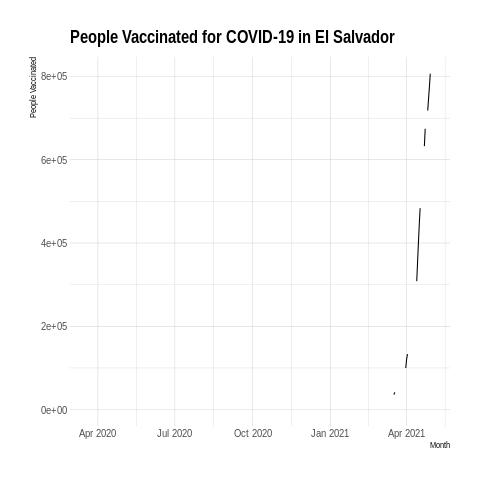 People Vaccinated for COVID-19 in El Salvador
People Vaccinated
8e+05
6e+05
4e+05
2e+05
0e+00
Apr 2020 Jul 2020 Oct 2020 Jan 2021 Apr 2021
Month